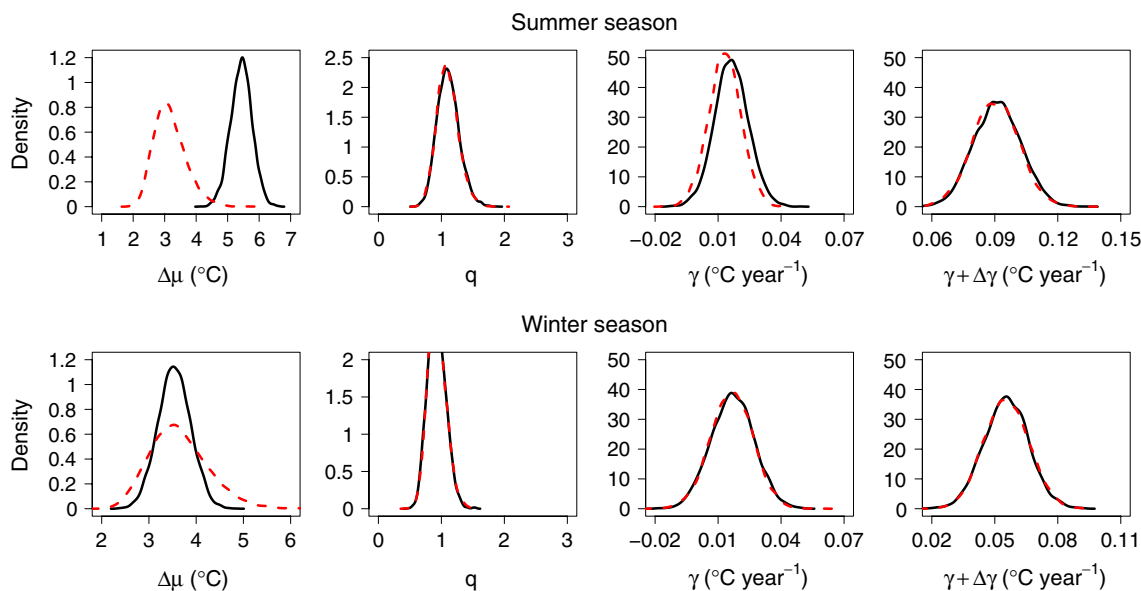 Summer season
Density
0 0.2 0.4 0.6 0.8 1 1.2
1 2 3 4 5 6 7
Δμ (°C)
0 0.5 1.0 1.5 2.0 2.5
0 1 2 3
q
0 10 20 30 40 50
−0.02 0.01 0.04 0.07
γ (°C year⁻¹)
0 10 20 30 40 50
0.06 0.09 0.12 0.15
γ + Δγ (°C year⁻¹)
Winter season
Density
0 0.2 0.4 0.6 0.8 1 1.2
2 3 4 5 6
Δμ (°C)
0 0.5 1 1.5 2
0 1 2 3
q
0 10 20 30 40 50
−0.02 0.01 0.04 0.07
γ (°C year⁻¹)
0 10 20 30 40 50
0.02 0.05 0.08 0.11
γ + Δγ (°C year⁻¹)